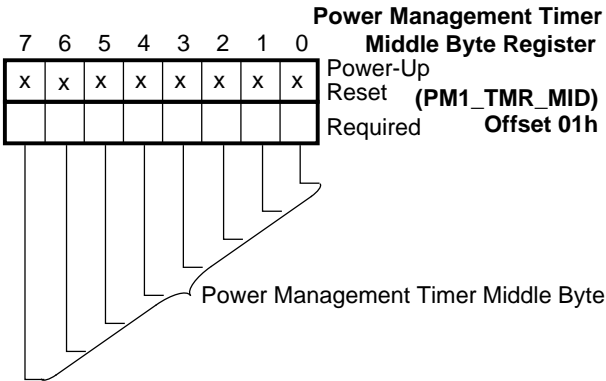 Power Management Timer
Middle Byte Register
(PM1_TMR_MID)
Offset 01h
7 6 5 4 3 2 1 0
x x x x x x x x
Power-Up
Reset
Required
Power Management Timer Middle Byte